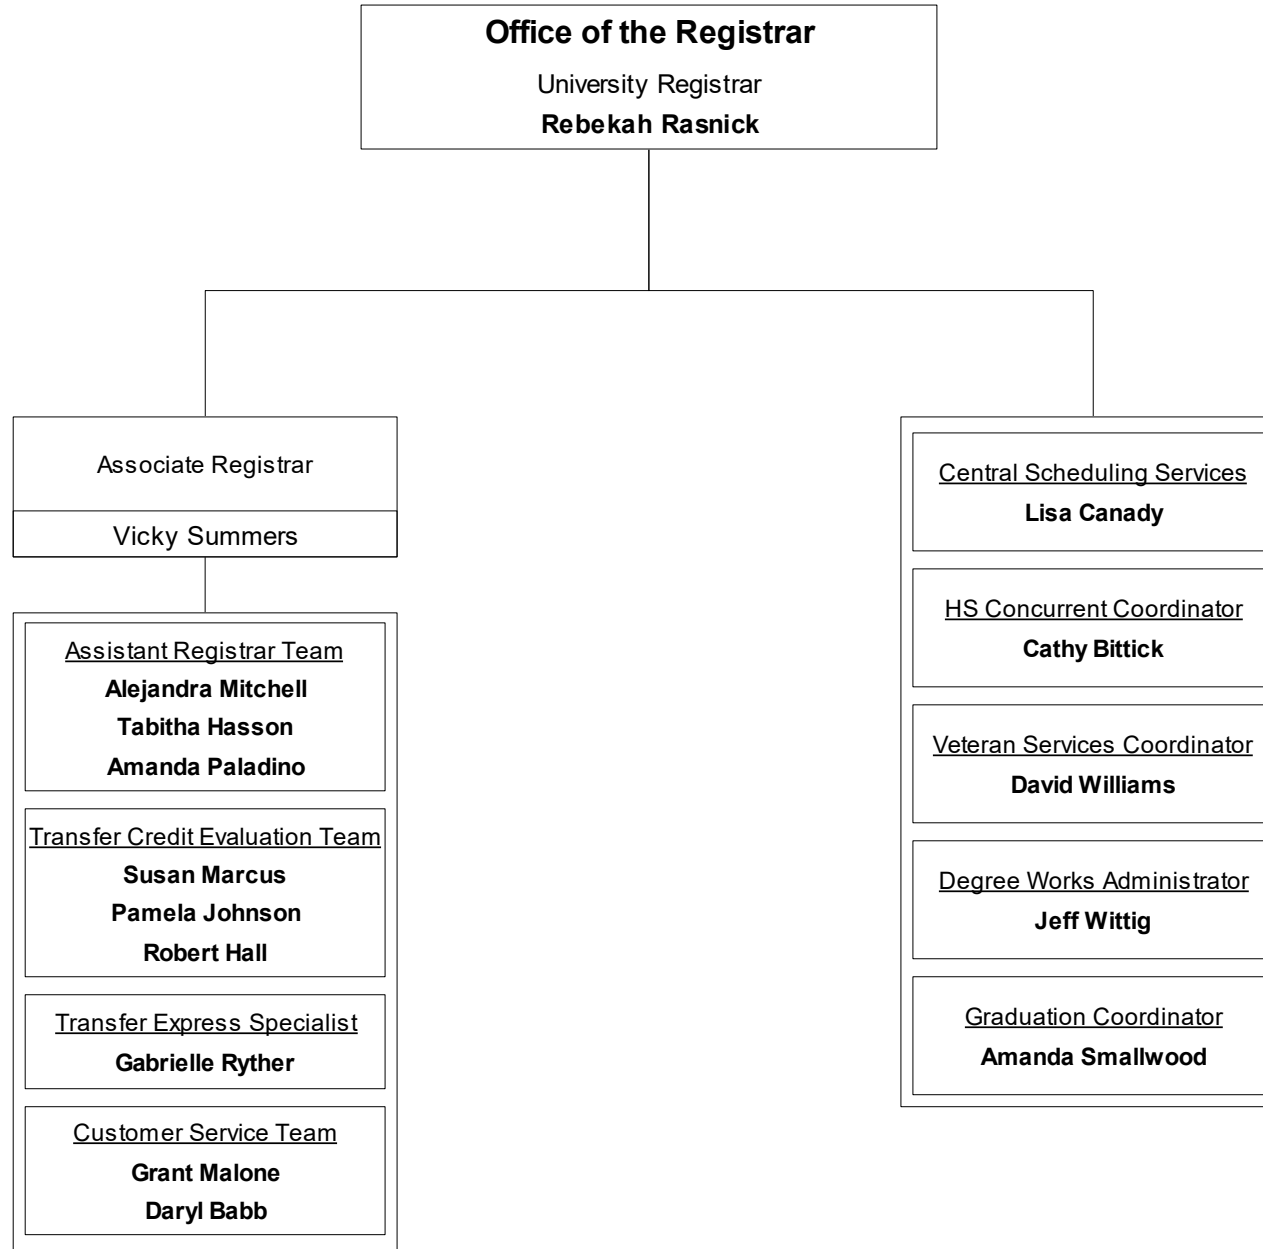 Office of the Registrar
University Registrar
Rebekah Rasnick
Associate Registrar
Vicky Summers
Assistant Registrar Team
Alejandra Mitchell
Tabitha Hasson
Amanda Paladino
Transfer Credit Evaluation Team
Susan Marcus
Pamela Johnson
Robert Hall
Transfer Express Specialist
Gabrielle Ryther
Customer Service Team
Grant Malone
Daryl Babb
Central Scheduling Services
Lisa Canady
HS Concurrent Coordinator
Cathy Bittick
Veteran Services Coordinator
David Williams
Degree Works Administrator
Jeff Wittig
Graduation Coordinator
Amanda Smallwood